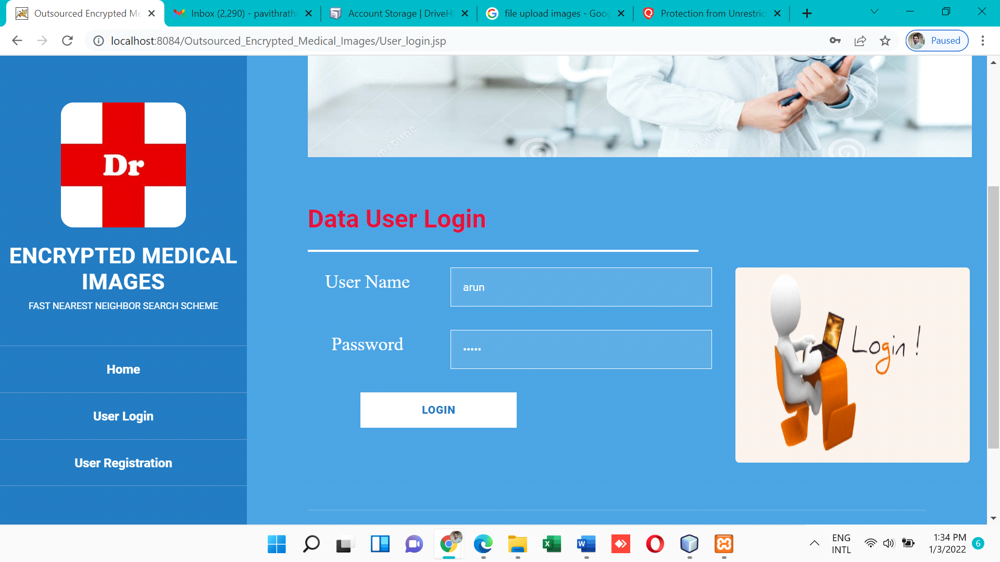 Outsourced Encrypted Me
Inbox (2,290) - pavithrathi
Account Storage | DriveH
file upload images - Goog
Protection from Unrestric
localhost:8084/Outsourced_Encrypted_Medical_Images/User_login.jsp
Paused
Dr
ENCRYPTED MEDICAL
IMAGES
FAST NEAREST NEIGHBOR SEARCH SCHEME
Home
User Login
User Registration
Data User Login
User Name
arun
Password
•••••
LOGIN
Login !
ENG
INTL
1:34 PM
1/3/2022
6